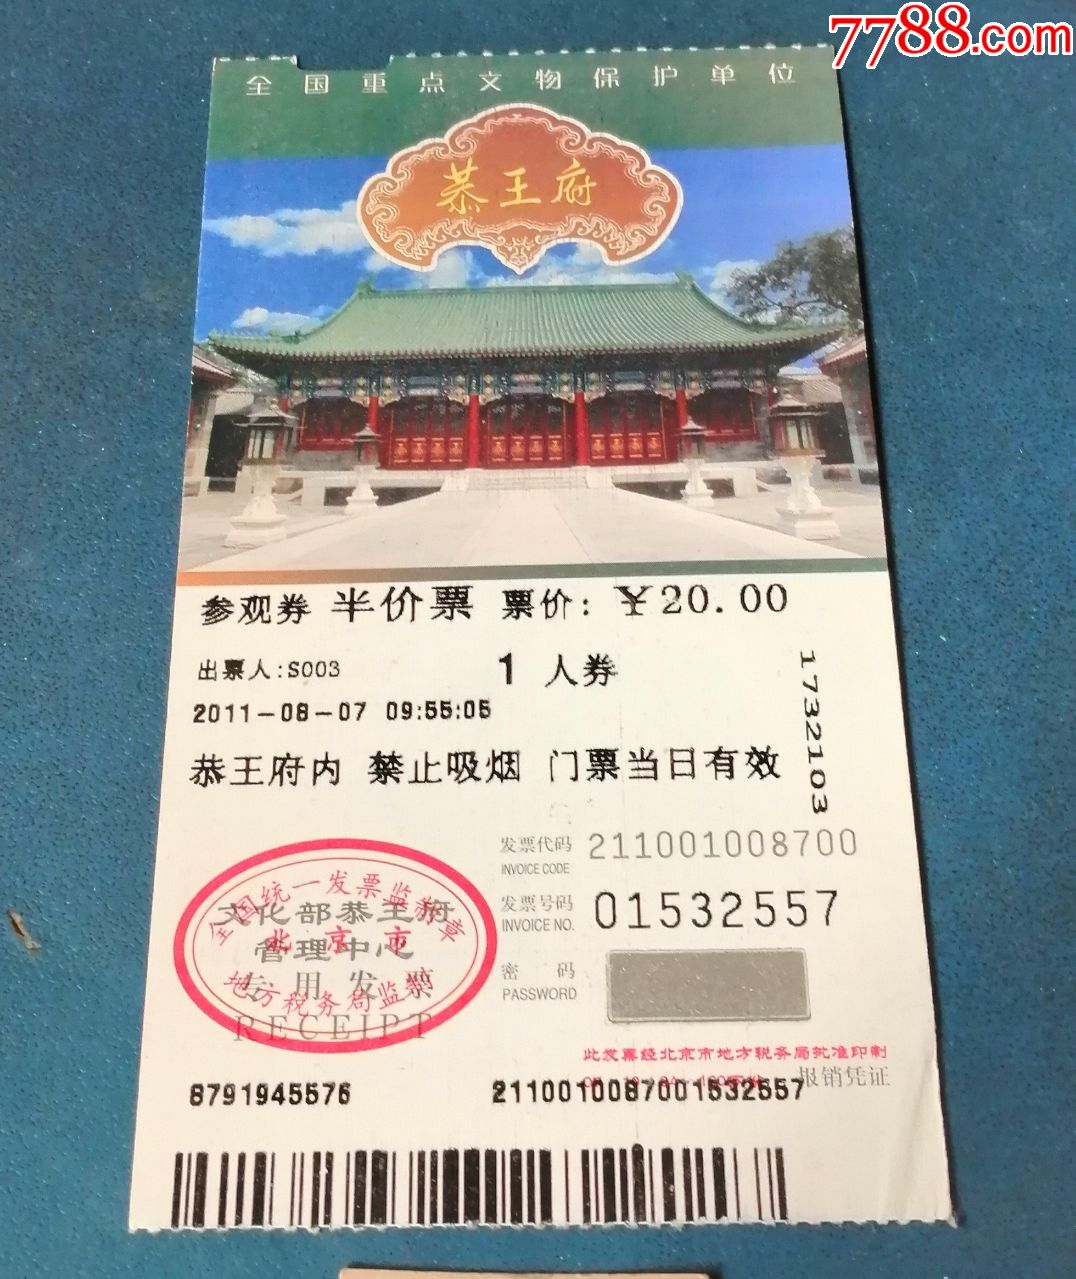 7788.com
全国重点文物保护单位
恭王府
参观券 半价票 票价: ￥20.00
出票人:S003 1 人券
2011-08-07 09:55:05
1732103
恭王府内 禁止吸烟 门票当日有效
发票代码 211001008700
INVOICE CODE
发票号码 01532557
INVOICE NO.
密 码
PASSWORD
全国统一发票监制章
文化部恭王府
北京市
管理中心
专用发票
地方税务局监制
RECEIPT
此发票经北京市地方税务局批准印制
报销凭证
8791945576 2110010087001532557